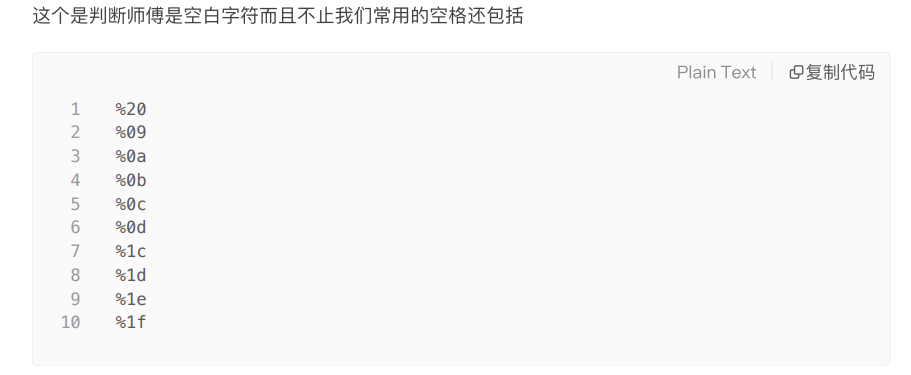 这个是判断师傅是空白字符而且不止我们常用的空格还包括
Plain Text 复制代码
1 %20
2 %09
3 %0a
4 %0b
5 %0c
6 %0d
7 %1c
8 %1d
9 %1e
10 %1f